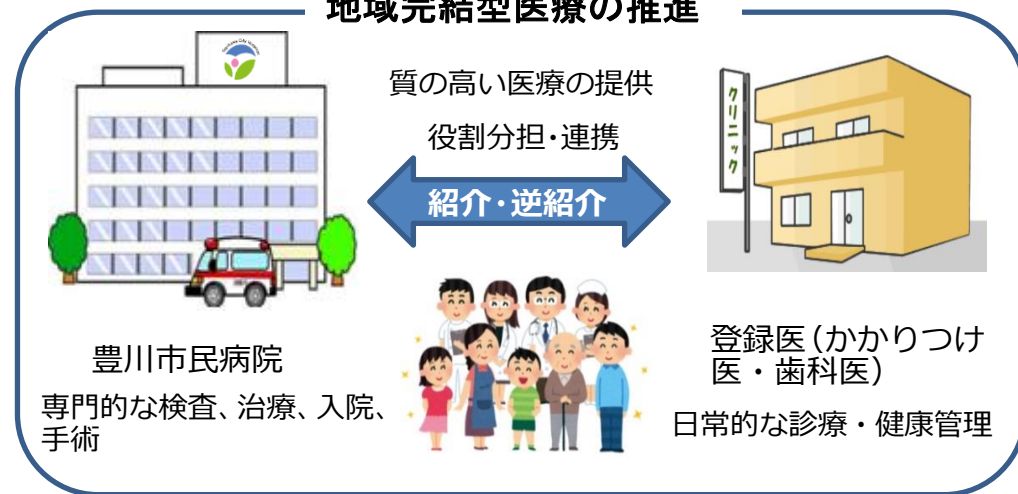 地域完結型医療の推進
質の高い医療の提供
役割分担・連携
紹介・逆紹介
クリニック
豊川市民病院
専門的な検査、治療、入院、
手術
登録医(かかりつけ
医・歯科医)
日常的な診療・健康管理